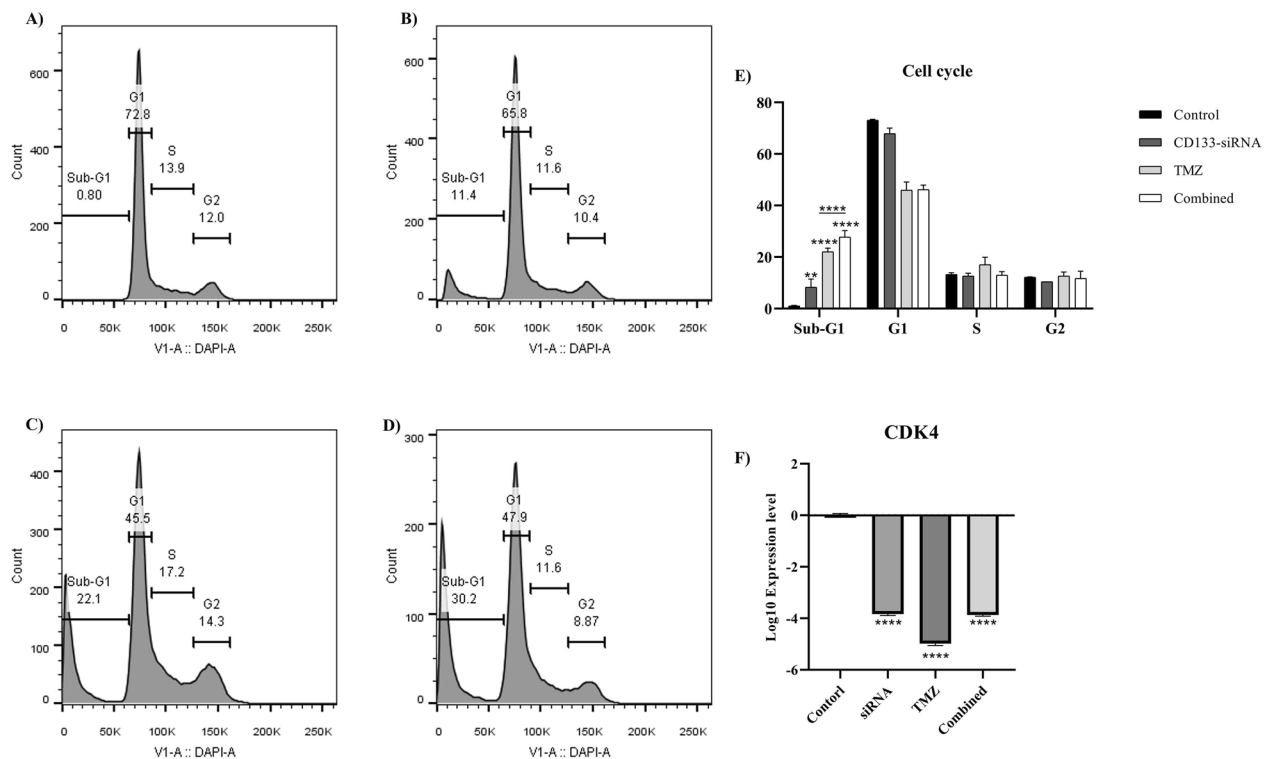 A)
Count
600
400
200
0
G1
72.8
S
13.9
Sub-G1
0.80
G2
12.0
0 50K 100K 150K 200K 250K
V1-A :: DAPI-A
B)
Count
600
400
200
0
G1
65.8
S
11.6
Sub-G1
11.4
G2
10.4
0 50K 100K 150K 200K 250K
V1-A :: DAPI-A
E)
Cell cycle
80
60
40
20
0
**
****
****
****
Sub-G1 G1 S G2
Control
CD133-siRNA
TMZ
Combined
C)
Count
400
300
200
100
0
G1
45.5
S
17.2
Sub-G1
22.1
G2
14.3
0 50K 100K 150K 200K 250K
V1-A :: DAPI-A
D)
Count
300
200
100
0
G1
47.9
S
11.6
Sub-G1
30.2
G2
8.87
0 50K 100K 150K 200K 250K
V1-A :: DAPI-A
F)
CDK4
Log10 Expression level
2
0
-2
-4
-6
****
****
****
Contorl
siRNA
TMZ
Combined